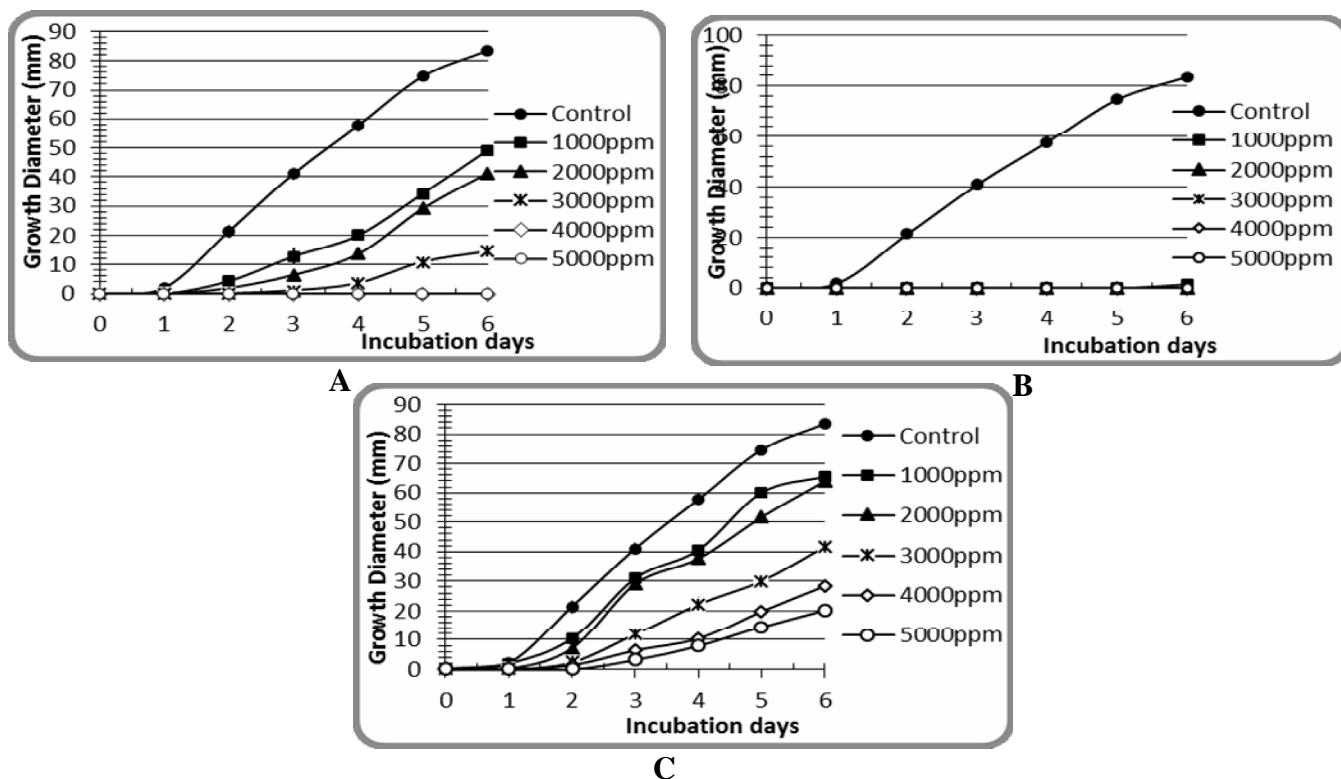 Growth Diameter (mm)
90
80
70
60
50
40
30
20
10
0
0 1 2 3 4 5 6
Incubation days
Control
1000ppm
2000ppm
3000ppm
4000ppm
5000ppm
A
Growth Diameter (mm)
100
80
60
40
20
0
0 1 2 3 4 5 6
Incubation days
Control
1000ppm
2000ppm
3000ppm
4000ppm
5000ppm
B
Growth Diameter (mm)
90
80
70
60
50
40
30
20
10
0
0 1 2 3 4 5 6
Incubation days
Control
1000ppm
2000ppm
3000ppm
4000ppm
5000ppm
C